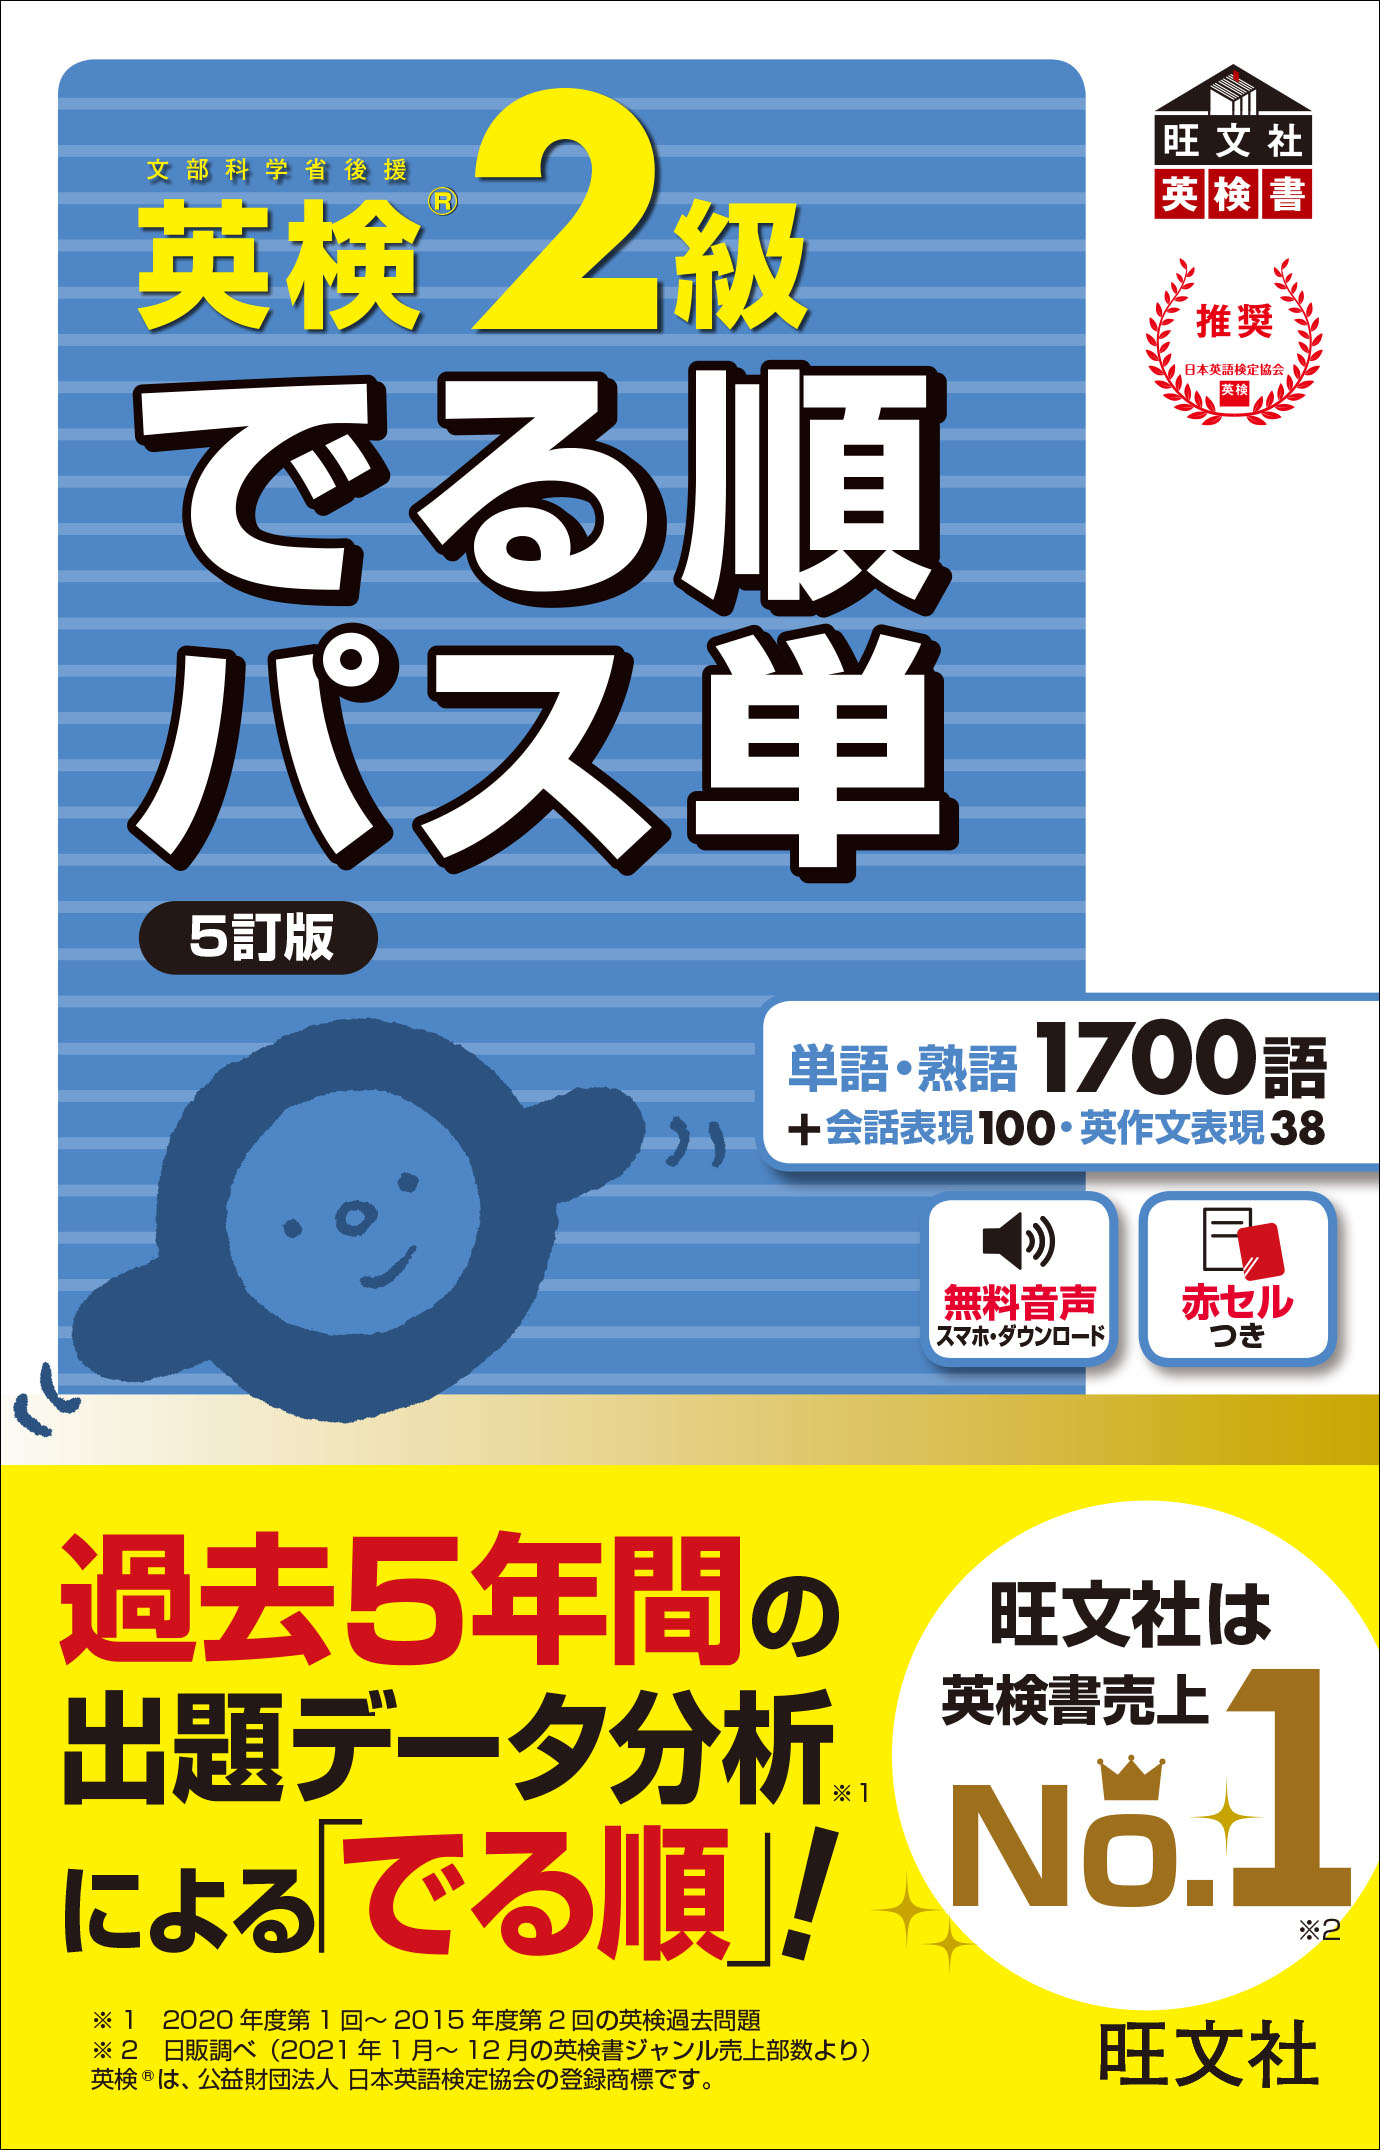 文部科学省後援
英検®2級
でる順
パス単
5訂版
旺文社
英検書
推奨
日本英語検定協会
英検
単語・熟語1700語
+会話表現100・英作文表現38
無料音声
スマホ・ダウンロード
赤セル
つき
過去5年間の
出題データ分析※1
による「でる順」!
旺文社は
英検書売上
No.1
※2
※1 2020年度第1回〜2015年度第2回の英検過去問題
※2 日販調べ（2021年1月〜12月の英検書ジャンル売上部数より）
英検®は、公益財団法人 日本英語検定協会の登録商標です。
旺文社